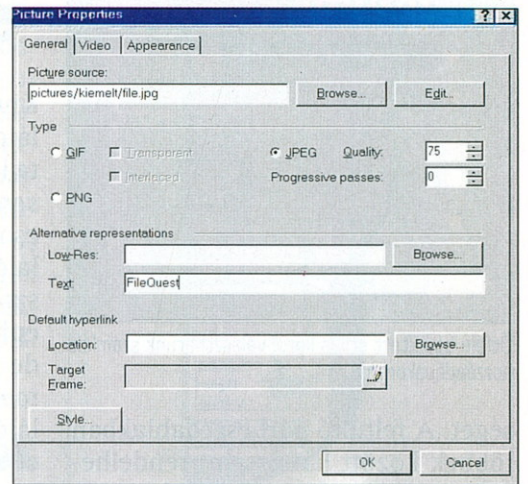 Picture Properties
? ×
General Video Appearance
Picture source:
pictures/kiemelt/file.jpg Browse... Edit...
Type
GIF Transparent JPEG Quality: 75
Interlaced Progressive passes: 0
PNG
Alternative representations
Low-Res: Browse...
Text: FileQuest
Default hyperlink
Location: Browse...
Target
Frame:
Style...
OK Cancel